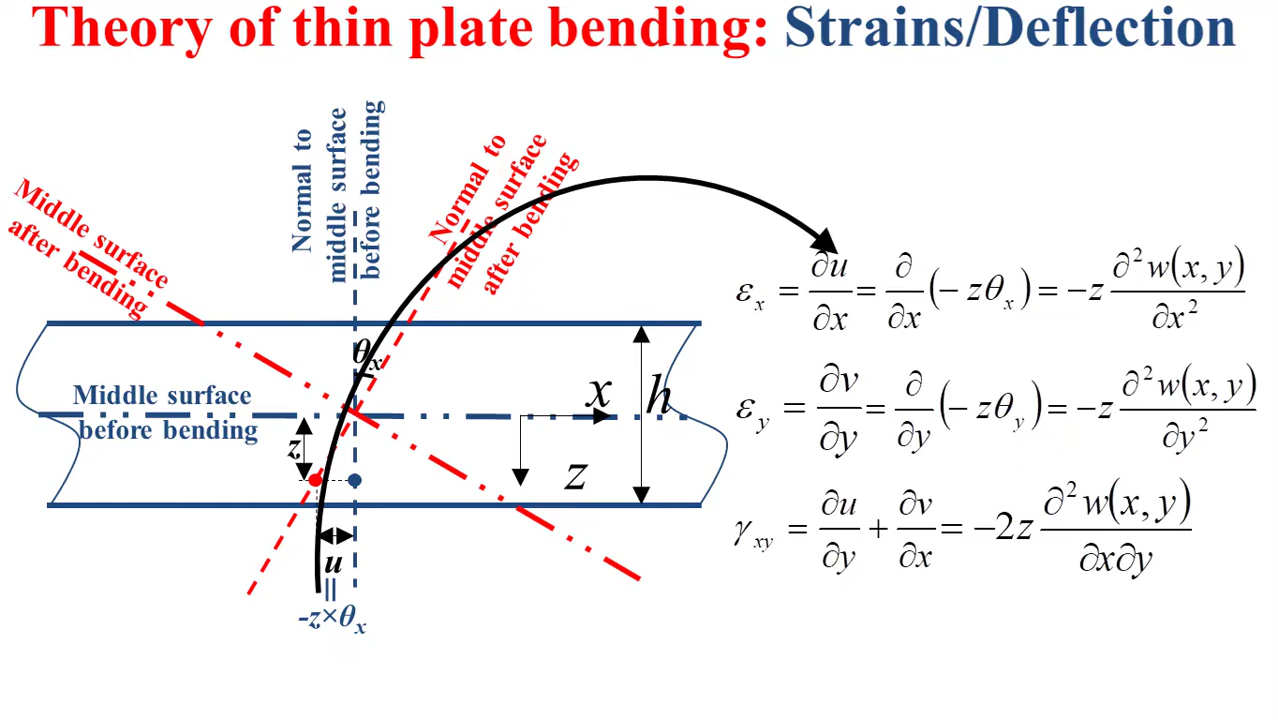 Theory of thin plate bending: Strains/Deflection
Normal to
middle surface
before bending
Normal to
middle surface
after bending
Middle surface
after bending
θx
Middle surface
before bending
x
h
z
z
u
=
-z×θx
εx = ∂u/∂x = ∂/∂x (− zθx) = −z ∂²w(x, y)/∂x²
εy = ∂v/∂y = ∂/∂y (− zθy) = −z ∂²w(x, y)/∂y²
γxy = ∂u/∂y + ∂v/∂x = −2z ∂²w(x, y)/∂x∂y